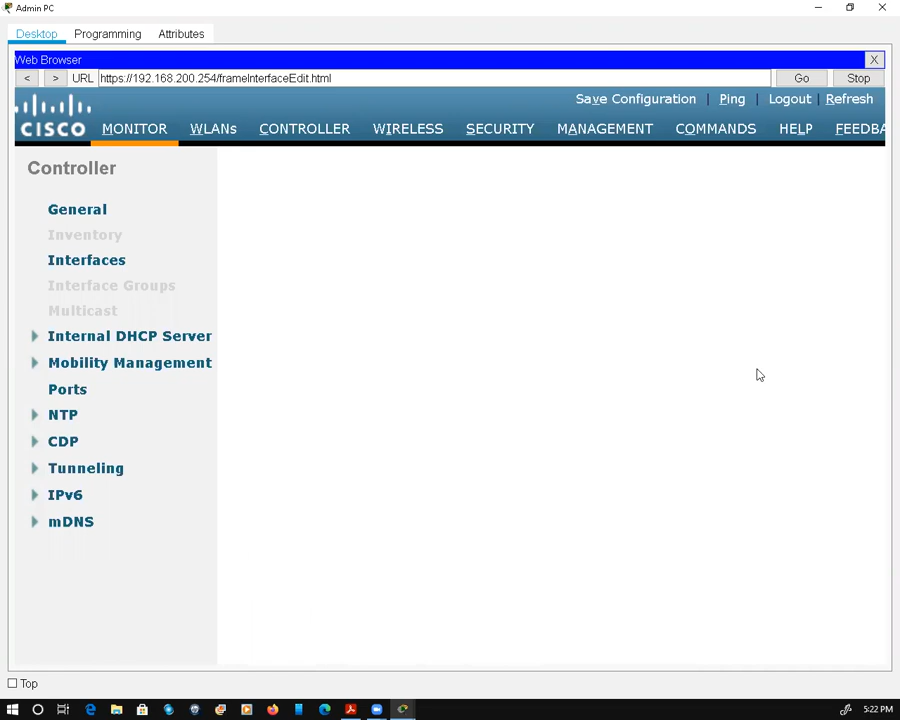 Admin PC
Desktop Programming Attributes
Web Browser X
< > URL https://192.168.200.254/frameInterfaceEdit.html Go Stop
Save Configuration | Ping | Logout | Refresh
CISCO MONITOR WLANs CONTROLLER WIRELESS SECURITY MANAGEMENT COMMANDS HELP FEEDBA
Controller
General
Inventory
Interfaces
Interface Groups
Multicast
Internal DHCP Server
Mobility Management
Ports
NTP
CDP
Tunneling
IPv6
mDNS
Top
5:22 PM